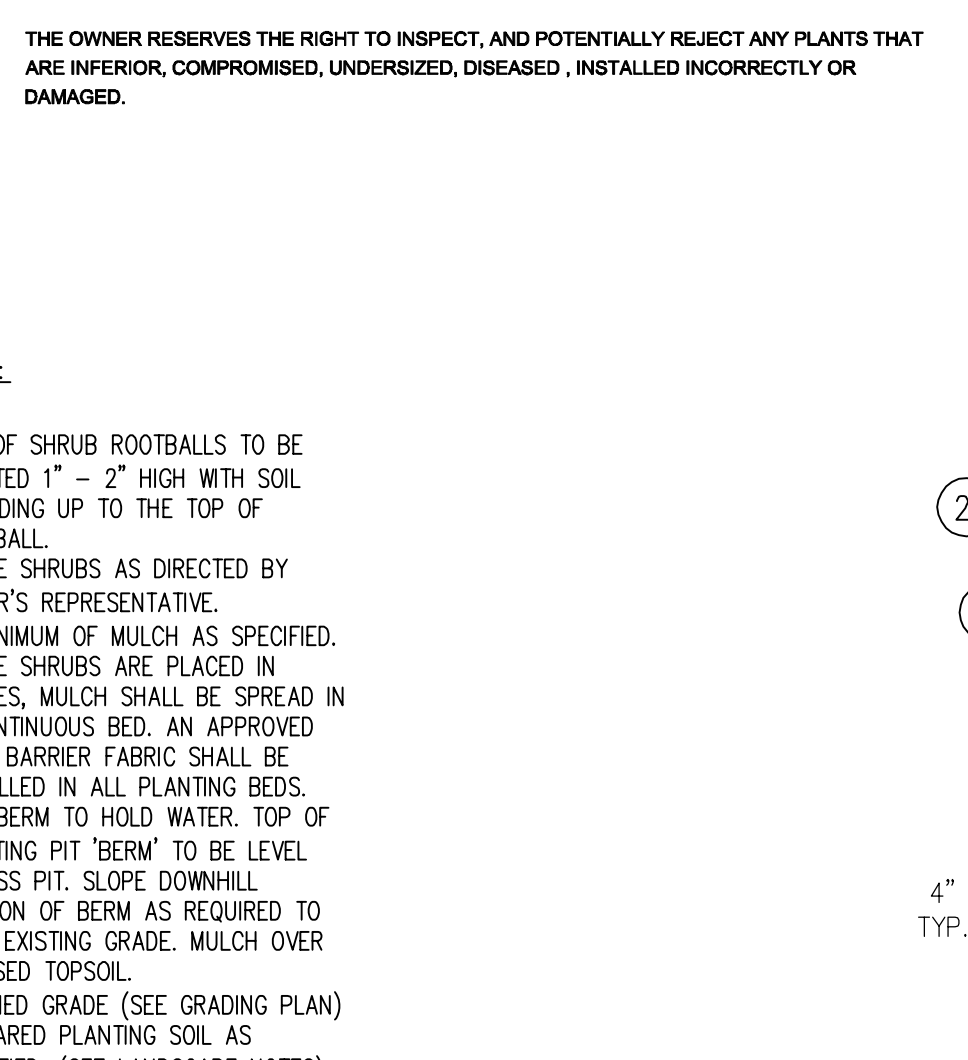 THE OWNER RESERVES THE RIGHT TO INSPECT, AND POTENTIALLY REJECT ANY PLANTS THAT
ARE INFERIOR, COMPROMISED, UNDERSIZED, DISEASED , INSTALLED INCORRECTLY OR
DAMAGED.
OF SHRUB ROOTBALLS TO BE
TED 1" – 2" HIGH WITH SOIL
DING UP TO THE TOP OF
BALL.
E SHRUBS AS DIRECTED BY
R'S REPRESENTATIVE.
NIMUM OF MULCH AS SPECIFIED.
E SHRUBS ARE PLACED IN
ES, MULCH SHALL BE SPREAD IN
NTINUOUS BED. AN APPROVED
BARRIER FABRIC SHALL BE
LLED IN ALL PLANTING BEDS.
BERM TO HOLD WATER. TOP OF
TING PIT 'BERM' TO BE LEVEL
SS PIT. SLOPE DOWNHILL
ON OF BERM AS REQUIRED TO
EXISTING GRADE. MULCH OVER
SED TOPSOIL.
HED GRADE (SEE GRADING PLAN)
ARED PLANTING SOIL AS
(SEE LANDSCAPE NOTES)
2
4"
TYP.